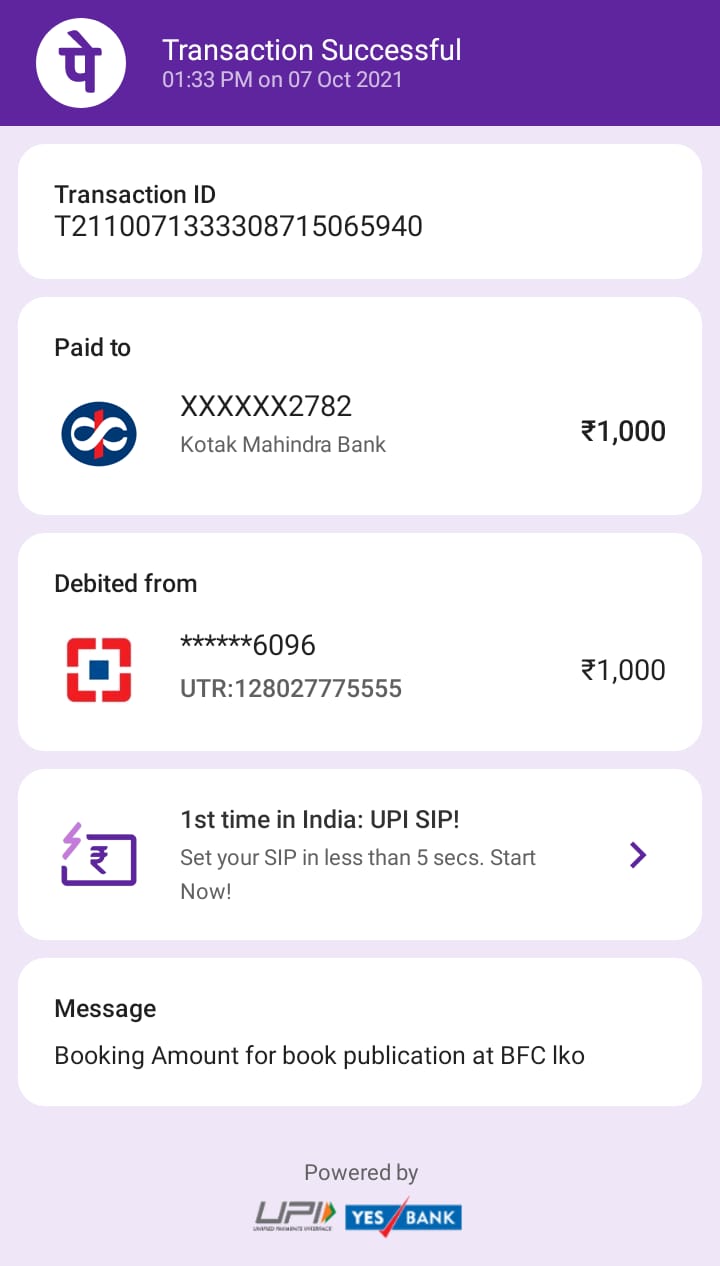 पे
Transaction Successful
01:33 PM on 07 Oct 2021
Transaction ID
T2110071333308715065940
Paid to
XXXXXX2782
Kotak Mahindra Bank
₹1,000
Debited from
******6096
UTR:128027775555
₹1,000
1st time in India: UPI SIP!
Set your SIP in less than 5 secs. Start
Now!
₹
Message
Booking Amount for book publication at BFC lko
Powered by
UPI
UNIFIED PAYMENTS INTERFACE
YES BANK